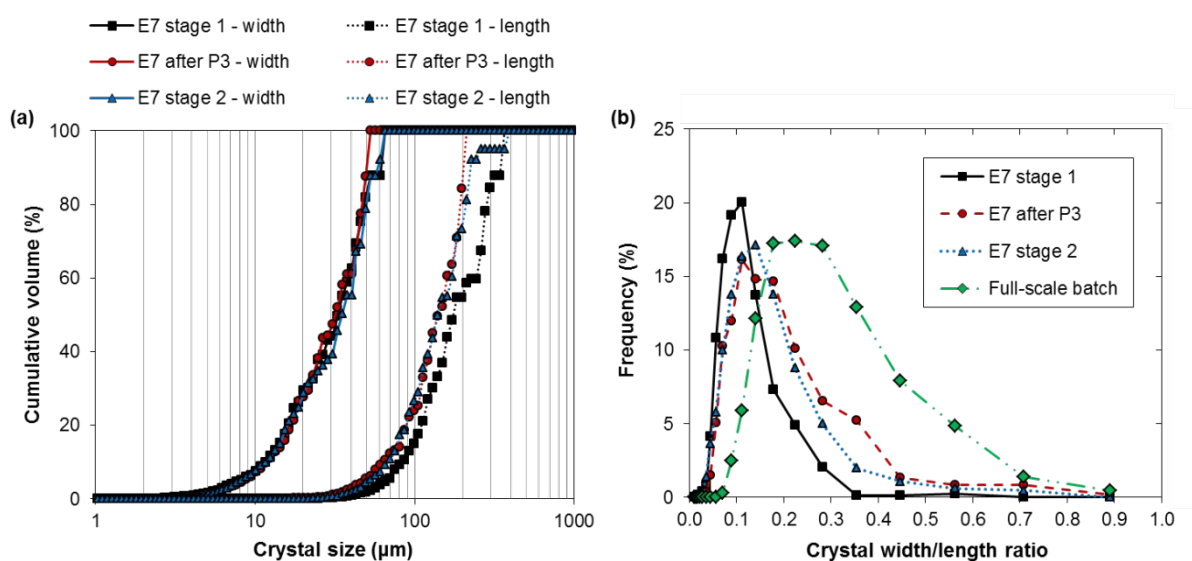 E7 stage 1 - width
E7 stage 1 - length
E7 after P3 - width
E7 after P3 - length
E7 stage 2 - width
E7 stage 2 - length
(a)
100
80
60
40
20
0
Cumulative volume (%)
1
10
100
1000
Crystal size (µm)
(b)
25
20
15
10
5
0
Frequency (%)
E7 stage 1
E7 after P3
E7 stage 2
Full-scale batch
0.0
0.1
0.2
0.3
0.4
0.5
0.6
0.7
0.8
0.9
1.0
Crystal width/length ratio